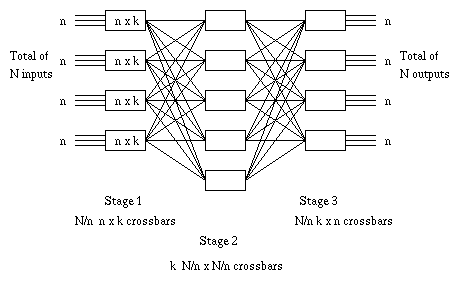 n n x k n
Total of Total of
N inputs N outputs
n n x k n
n x k
n n x k n
Stage 1 Stage 3
N/n n x k crossbars N/n k x n crossbars
Stage 2
k N/n x N/n crossbars